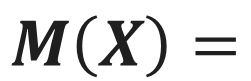 M(X) =